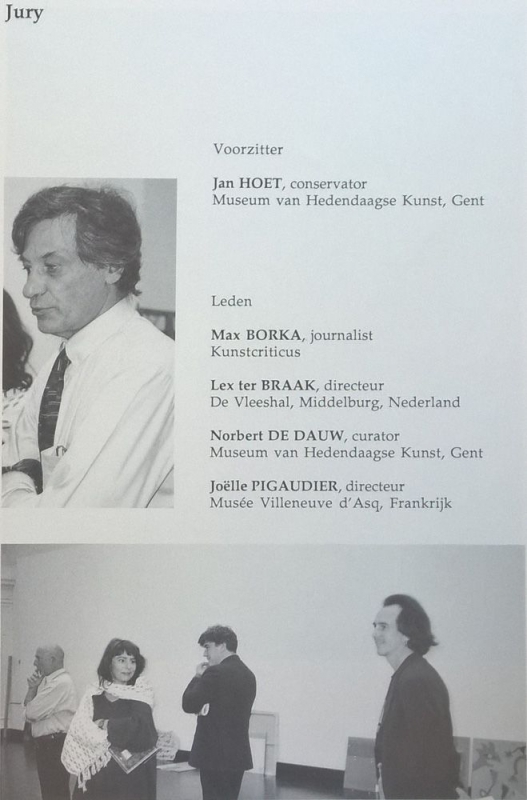 Jury
Voorzitter
Jan HOET, conservator
Museum van Hedendaagse Kunst, Gent
Leden
Max BORKA, journalist
Kunstcriticus
Lex ter BRAAK, directeur
De Vleeshal, Middelburg, Nederland
Norbert DE DAUW, curator
Museum van Hedendaagse Kunst, Gent
Joëlle PIGAUDIER, directeur
Musée Villeneuve d'Asq, Frankrijk